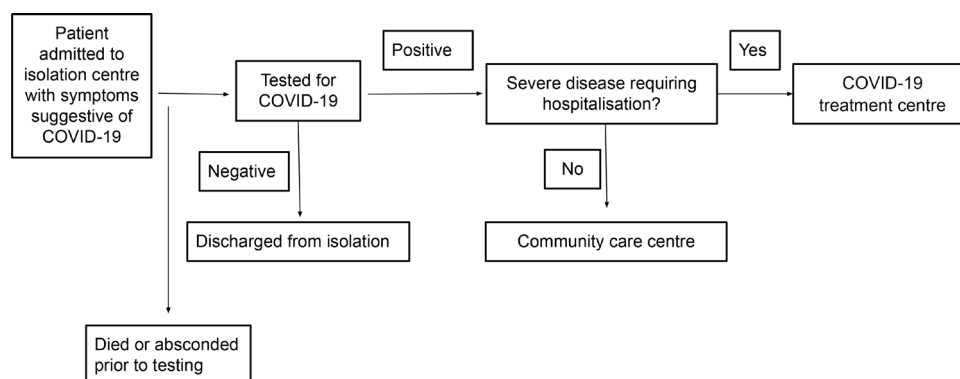 Patient
admitted to
isolation centre
with symptoms
suggestive of
COVID-19
Tested for
COVID-19
Positive
Severe disease requiring
hospitalisation?
Yes
COVID-19
treatment centre
Negative
No
Discharged from isolation
Community care centre
Died or absconded
prior to testing